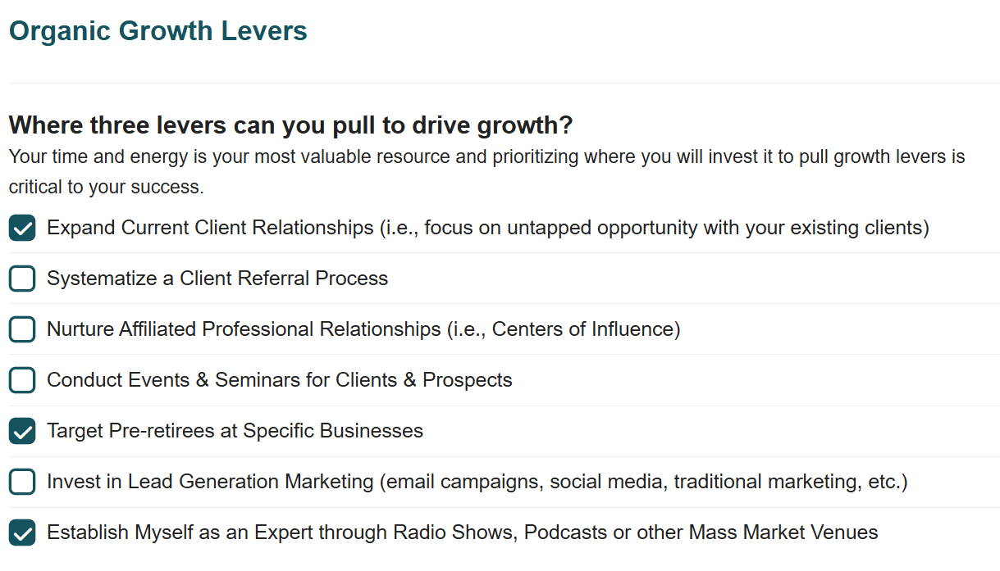 Organic Growth Levers
Where three levers can you pull to drive growth?
Your time and energy is your most valuable resource and prioritizing where you will invest it to pull growth levers is
critical to your success.
Expand Current Client Relationships (i.e., focus on untapped opportunity with your existing clients)
Systematize a Client Referral Process
Nurture Affiliated Professional Relationships (i.e., Centers of Influence)
Conduct Events & Seminars for Clients & Prospects
Target Pre-retirees at Specific Businesses
Invest in Lead Generation Marketing (email campaigns, social media, traditional marketing, etc.)
Establish Myself as an Expert through Radio Shows, Podcasts or other Mass Market Venues